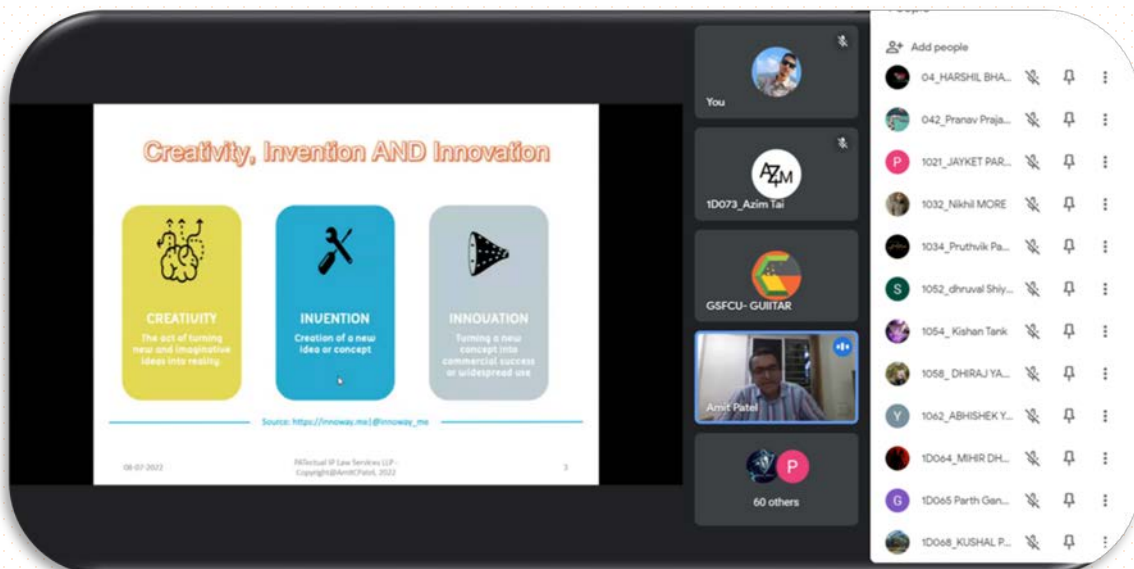 Creativity, Invention AND Innovation
CREATIVITY
The act of turning
new and imaginative
ideas into reality
INVENTION
Creation of a new
idea or concept
INNOVATION
Turning a new
concept into
commercial success
or widespread use
Source: https://innoway.me|@innoway_me
08-07-2022
PATectual IP Law Services LLP -
Copyright@AmitCPatel, 2022
3
You
AZ4M
1D073_Azim Tai
GSFCU- GUIITAR
Amit Patel
P
60 others
Add people
04_HARSHIL BHA...
042_Pranav Praja...
P 1021_JAYKET PAR...
1032_Nikhil MORE
1034_Pruthvik Pa...
S 1052_dhruval Shiy...
1054_ Kishan Tank
1058_ DHIRAJ YA...
Y 1062_ABHISHEK Y...
1D064_MIHIR DH...
G 1D065 Parth Gan...
1D068_KUSHAL P...